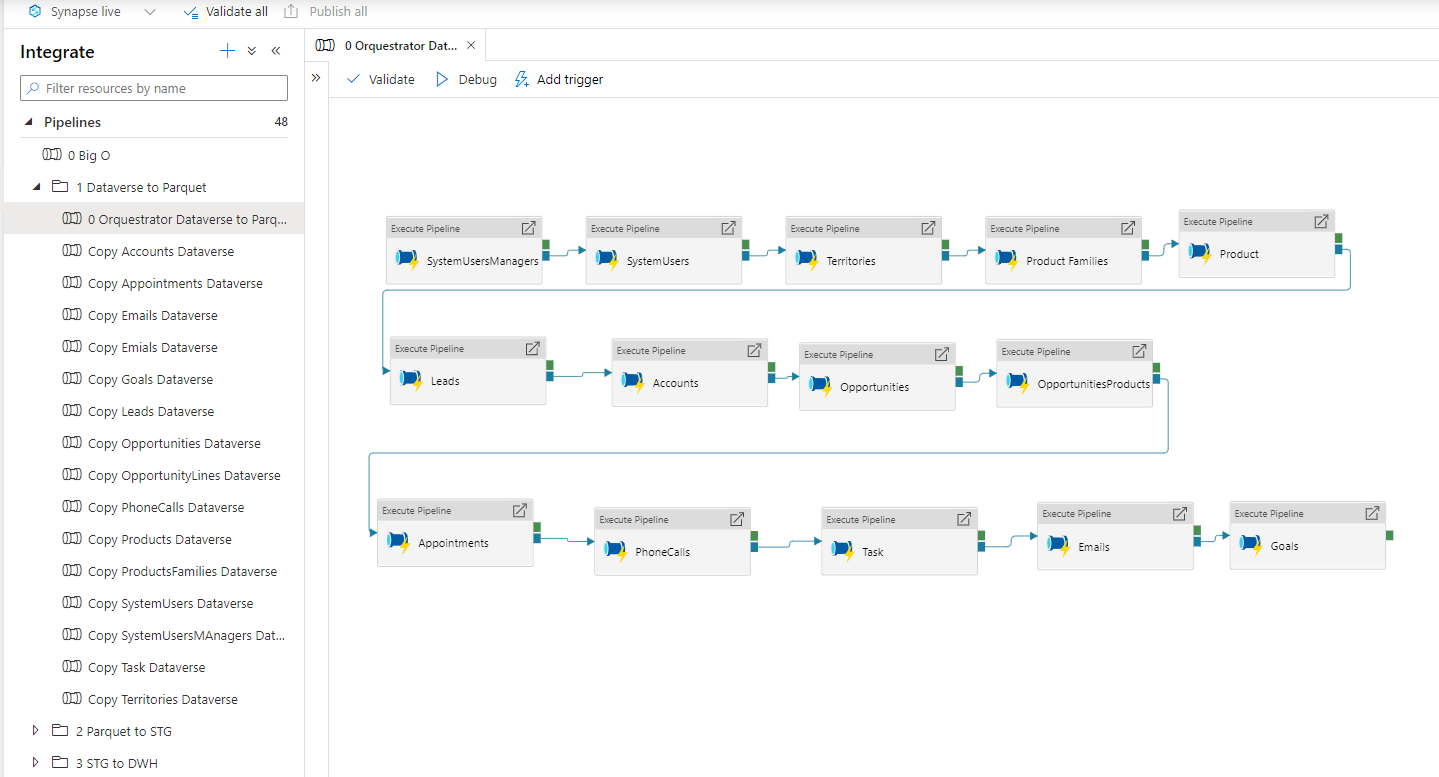 Synapse live
Validate all
Publish all
Integrate
Filter resources by name
Pipelines 48
0 Big O
1 Dataverse to Parquet
0 Orquestrator Dataverse to Parq...
Copy Accounts Dataverse
Copy Appointments Dataverse
Copy Emails Dataverse
Copy Emials Dataverse
Copy Goals Dataverse
Copy Leads Dataverse
Copy Opportunities Dataverse
Copy OpportunityLines Dataverse
Copy PhoneCalls Dataverse
Copy Products Dataverse
Copy ProductsFamilies Dataverse
Copy SystemUsers Dataverse
Copy SystemUsersMAnagers Dat...
Copy Task Dataverse
Copy Territories Dataverse
2 Parquet to STG
3 STG to DWH
0 Orquestrator Dat...
Validate
Debug
Add trigger
Execute Pipeline
SystemUsersManagers
Execute Pipeline
SystemUsers
Execute Pipeline
Territories
Execute Pipeline
Product Families
Execute Pipeline
Product
Execute Pipeline
Leads
Execute Pipeline
Accounts
Execute Pipeline
Opportunities
Execute Pipeline
OpportunitiesProducts
Execute Pipeline
Appointments
Execute Pipeline
PhoneCalls
Execute Pipeline
Task
Execute Pipeline
Emails
Execute Pipeline
Goals